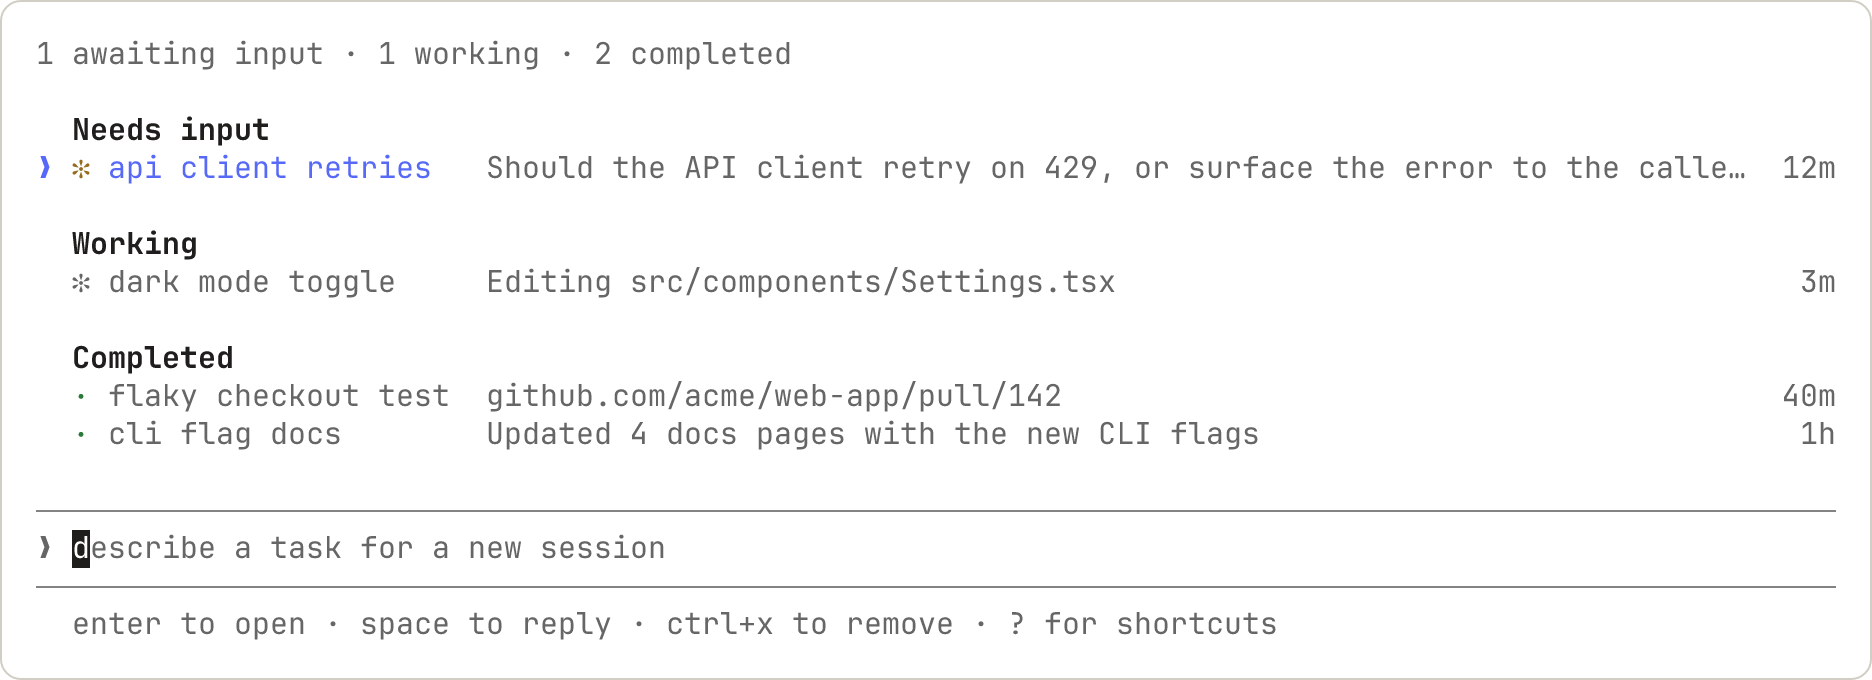 1 awaiting input · 1 working · 2 completed
Needs input
❯ ✻ api client retries Should the API client retry on 429, or surface the error to the calle… 12m
Working
✻ dark mode toggle Editing src/components/Settings.tsx 3m
Completed
· flaky checkout test github.com/acme/web-app/pull/142 40m
· cli flag docs Updated 4 docs pages with the new CLI flags 1h
❯ describe a task for a new session
enter to open · space to reply · ctrl+x to remove · ? for shortcuts